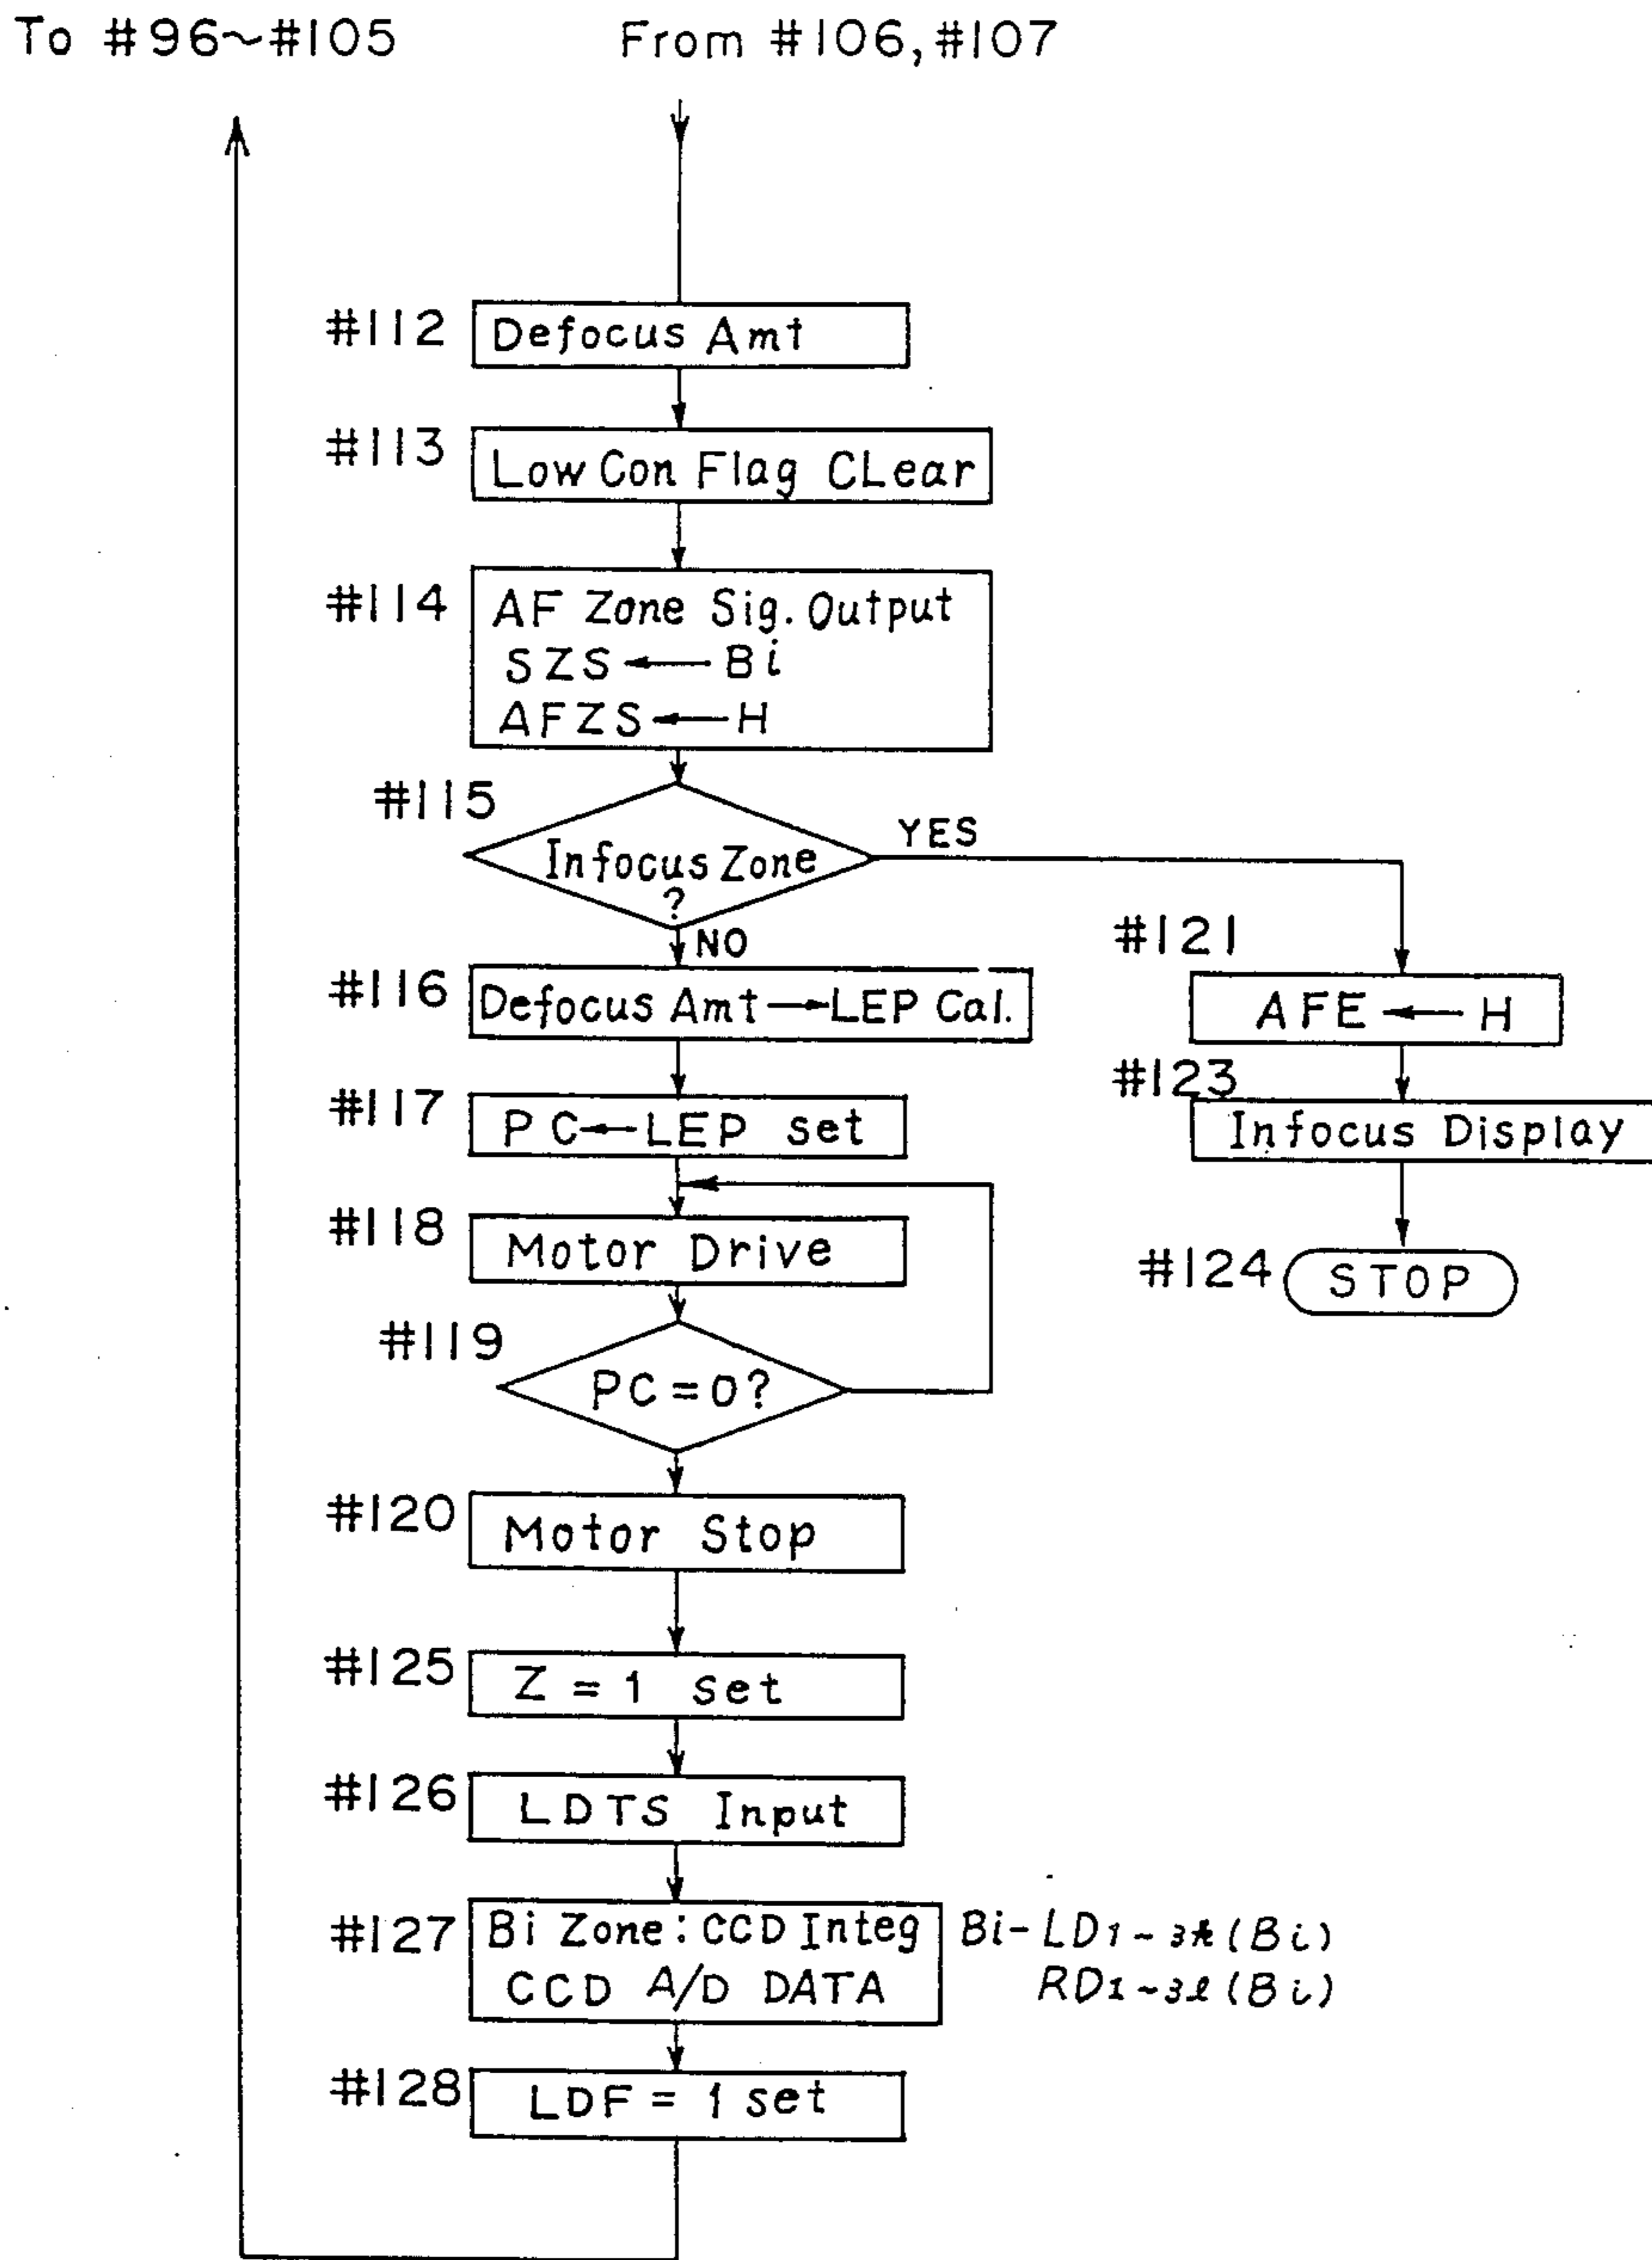 To #96~#105
From #106,#107
#112
Defocus Amt
#113
Low Con Flag CLear
#114
AF Zone Sig. Output
SZS ← Bi
AFZS ← H
#115
Infocus Zone
?
YES
NO
#116
Defocus Amt → LEP Cal.
#117
PC ← LEP set
#118
Motor Drive
#119
PC = 0?
#120
Motor Stop
#121
AFE ← H
#123
Infocus Display
#124
STOP
#125
Z = 1 set
#126
LDTS Input
#127
Bi Zone: CCD Integ
CCD A/D DATA
Bi-LD1~3k(Bi)
RD1~3l(Bi)
#128
LDF = 1 set